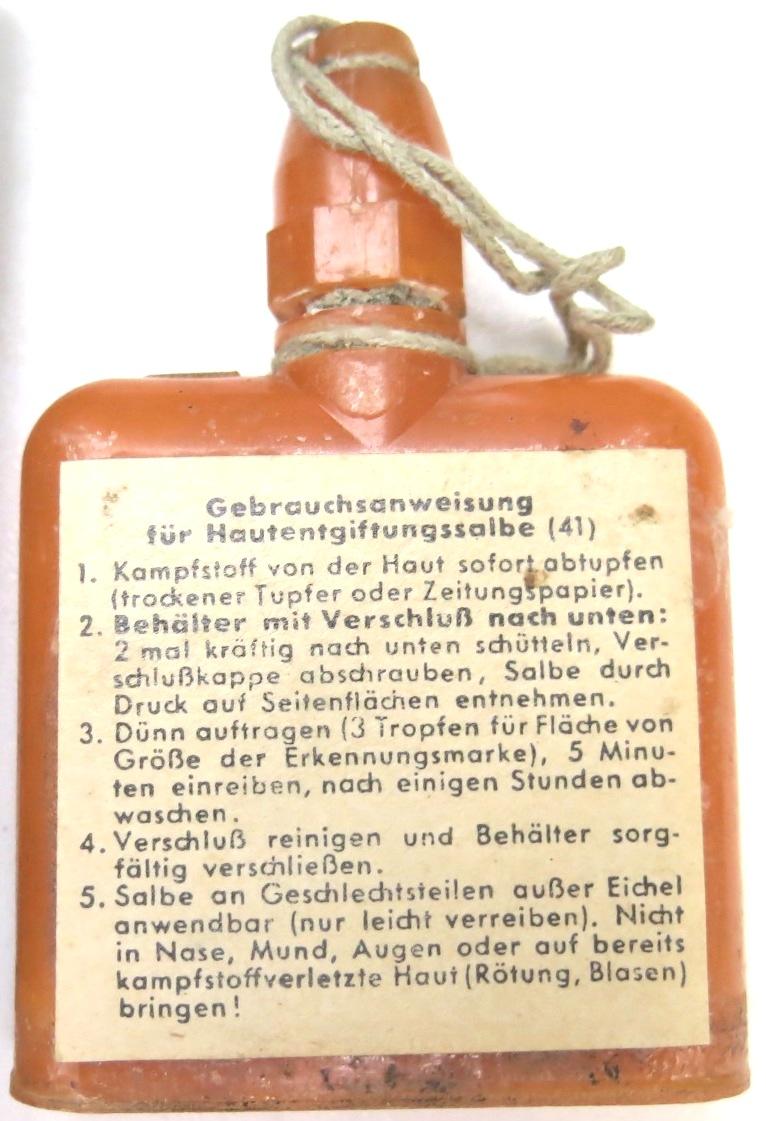 Gebrauchsanweisung
für Hautentgiftungssalbe (41)
1. Kampfstoff von der Haut sofort abtupfen
(trockener Tupfer oder Zeitungspapier).
2. Behälter mit Verschluß nach unten:
2 mal kräftig nach unten schütteln, Ver-
schlußkappe abschrauben, Salbe durch
Druck auf Seitenflächen entnehmen.
3. Dünn auftragen (3 Tropfen für Fläche von
Größe der Erkennungsmarke), 5 Minu-
ten einreiben, nach einigen Stunden ab-
waschen.
4. Verschluß reinigen und Behälter sorg-
fältig verschließen.
5. Salbe an Geschlechtsteilen außer Eichel
anwendbar (nur leicht verreiben). Nicht
in Nase, Mund, Augen oder auf bereits
kampfstoffverletzte Haut (Rötung, Blasen)
bringen!